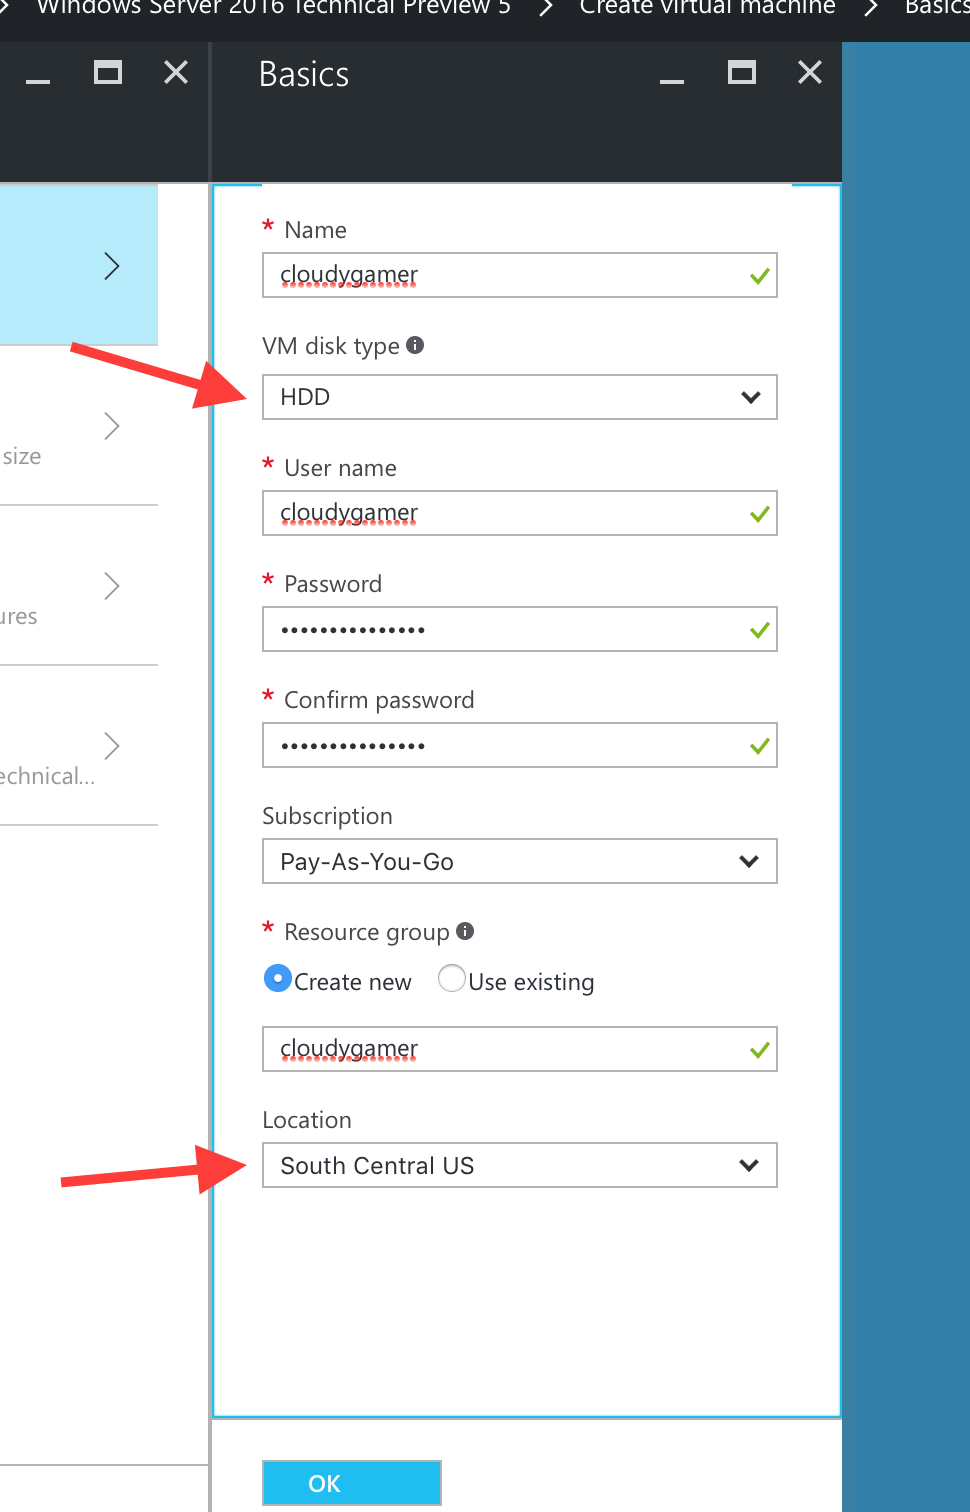 Windows Server 2016 Technical Preview 5 Create virtual machine Basics
Basics
size
ures
echnical...
* Name
cloudygamer
VM disk type
HDD
* User name
cloudygamer
* Password
•••••••••••••••
* Confirm password
•••••••••••••••
Subscription
Pay-As-You-Go
* Resource group
Create new Use existing
cloudygamer
Location
South Central US
OK